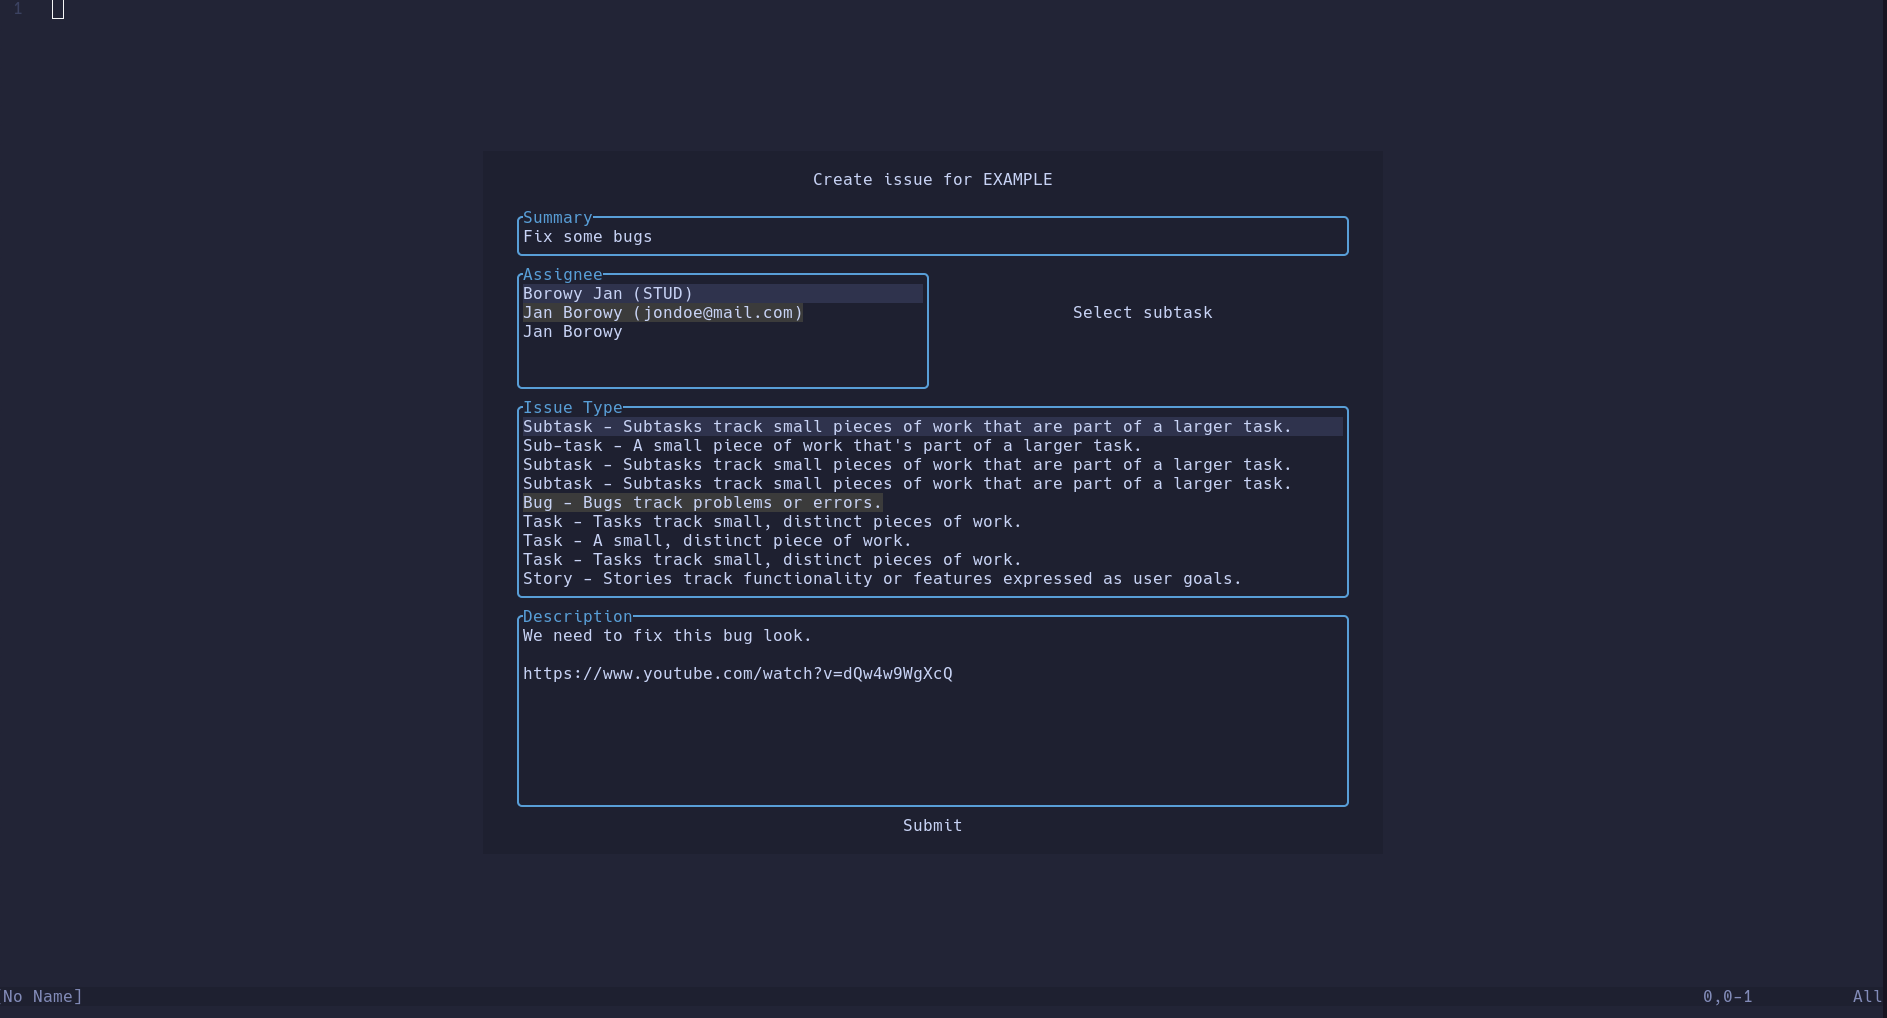 1
Create issue for EXAMPLE
Summary
Fix some bugs
Assignee
Borowy Jan (STUD)
Jan Borowy (jondoe@mail.com)
Jan Borowy
Select subtask
Issue Type
Subtask - Subtasks track small pieces of work that are part of a larger task.
Sub-task - A small piece of work that's part of a larger task.
Subtask - Subtasks track small pieces of work that are part of a larger task.
Subtask - Subtasks track small pieces of work that are part of a larger task.
Bug - Bugs track problems or errors.
Task - Tasks track small, distinct pieces of work.
Task - A small, distinct piece of work.
Task - Tasks track small, distinct pieces of work.
Story - Stories track functionality or features expressed as user goals.
Description
We need to fix this bug look.
https://www.youtube.com/watch?v=dQw4w9WgXcQ
Submit
[No Name] 0,0-1 All